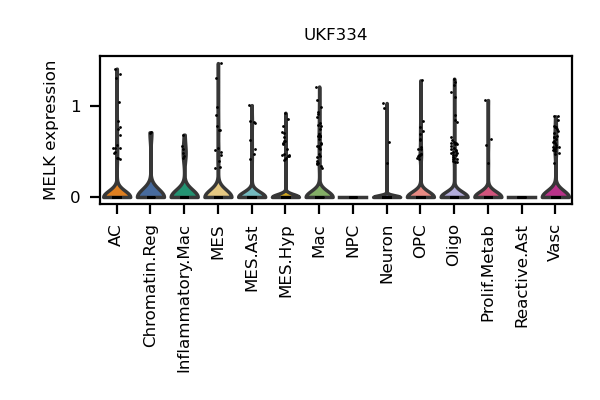 UKF334
MELK expression
1
0
AC
Chromatin.Reg
Inflammatory.Mac
MES
MES.Ast
MES.Hyp
Mac
NPC
Neuron
OPC
Oligo
Prolif.Metab
Reactive.Ast
Vasc